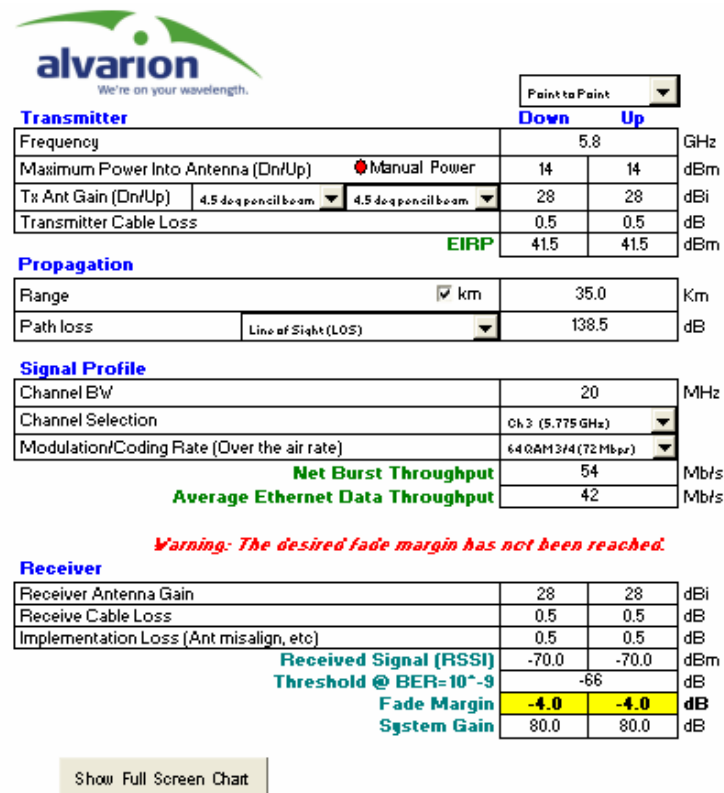 alvarion
We're on your wavelength.
Point to Point
Transmitter Down Up
Frequency 5.8 GHz
Maximum Power Into Antenna (Dn/Up) Manual Power 14 14 dBm
Tx Ant Gain (Dn/Up) 4.5 deg pencil beam 4.5 deg pencil beam 28 28 dBi
Transmitter Cable Loss 0.5 0.5 dB
EIRP 41.5 41.5 dBm
Propagation
Range km 35.0 Km
Path loss Line of Sight (LOS) 138.5 dB
Signal Profile
Channel BW 20 MHz
Channel Selection Ch 3 (5.775 GHz)
Modulation/Coding Rate (Over the air rate) 64 QAM 3/4 (72 Mbps)
Net Burst Throughput 54 Mb/s
Average Ethernet Data Throughput 42 Mb/s
Warning: The desired fade margin has not been reached.
Receiver
Receiver Antenna Gain 28 28 dBi
Receive Cable Loss 0.5 0.5 dB
Implementation Loss (Ant misalign, etc) 0.5 0.5 dB
Received Signal (RSSI) -70.0 -70.0 dBm
Threshold @ BER=10^-9 -66 dB
Fade Margin -4.0 -4.0 dB
System Gain 80.0 80.0 dB
Show Full Screen Chart